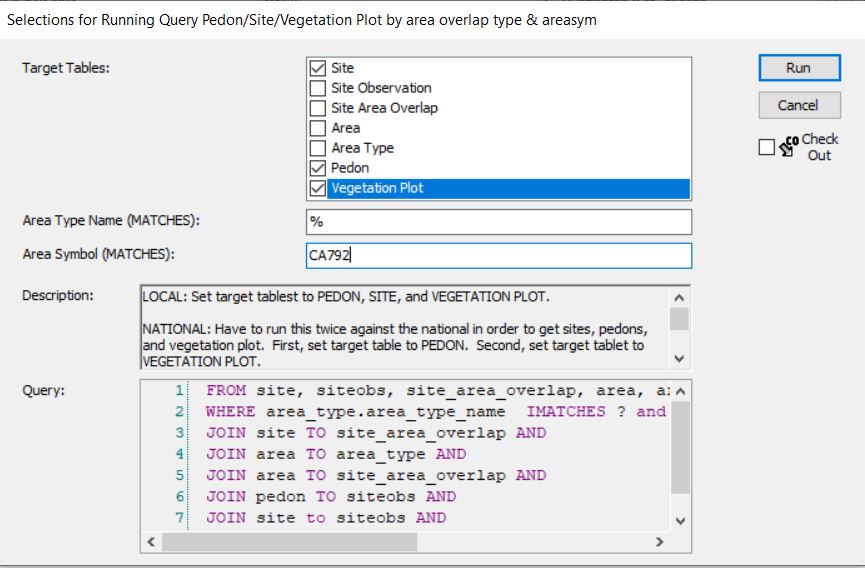 Selections for Running Query Pedon/Site/Vegetation Plot by area overlap type & areasym
Target Tables:
Site
Site Observation
Site Area Overlap
Area
Area Type
Pedon
Vegetation Plot
Run
Cancel
CO Check Out
Area Type Name (MATCHES):
%
Area Symbol (MATCHES):
CA792
Description:
LOCAL: Set target tablest to PEDON, SITE, and VEGETATION PLOT.
NATIONAL: Have to run this twice against the national in order to get sites, pedons,
and vegetation plot. First, set target table to PEDON. Second, set target tablet to
VEGETATION PLOT.
Query:
1 FROM site, siteobs, site_area_overlap, area,
2 WHERE area_type.area_type_name IMATCHES ? and
3 JOIN site TO site_area_overlap AND
4 JOIN area TO area_type AND
5 JOIN area TO site_area_overlap AND
6 JOIN pedon TO siteobs AND
7 JOIN site to siteobs AND